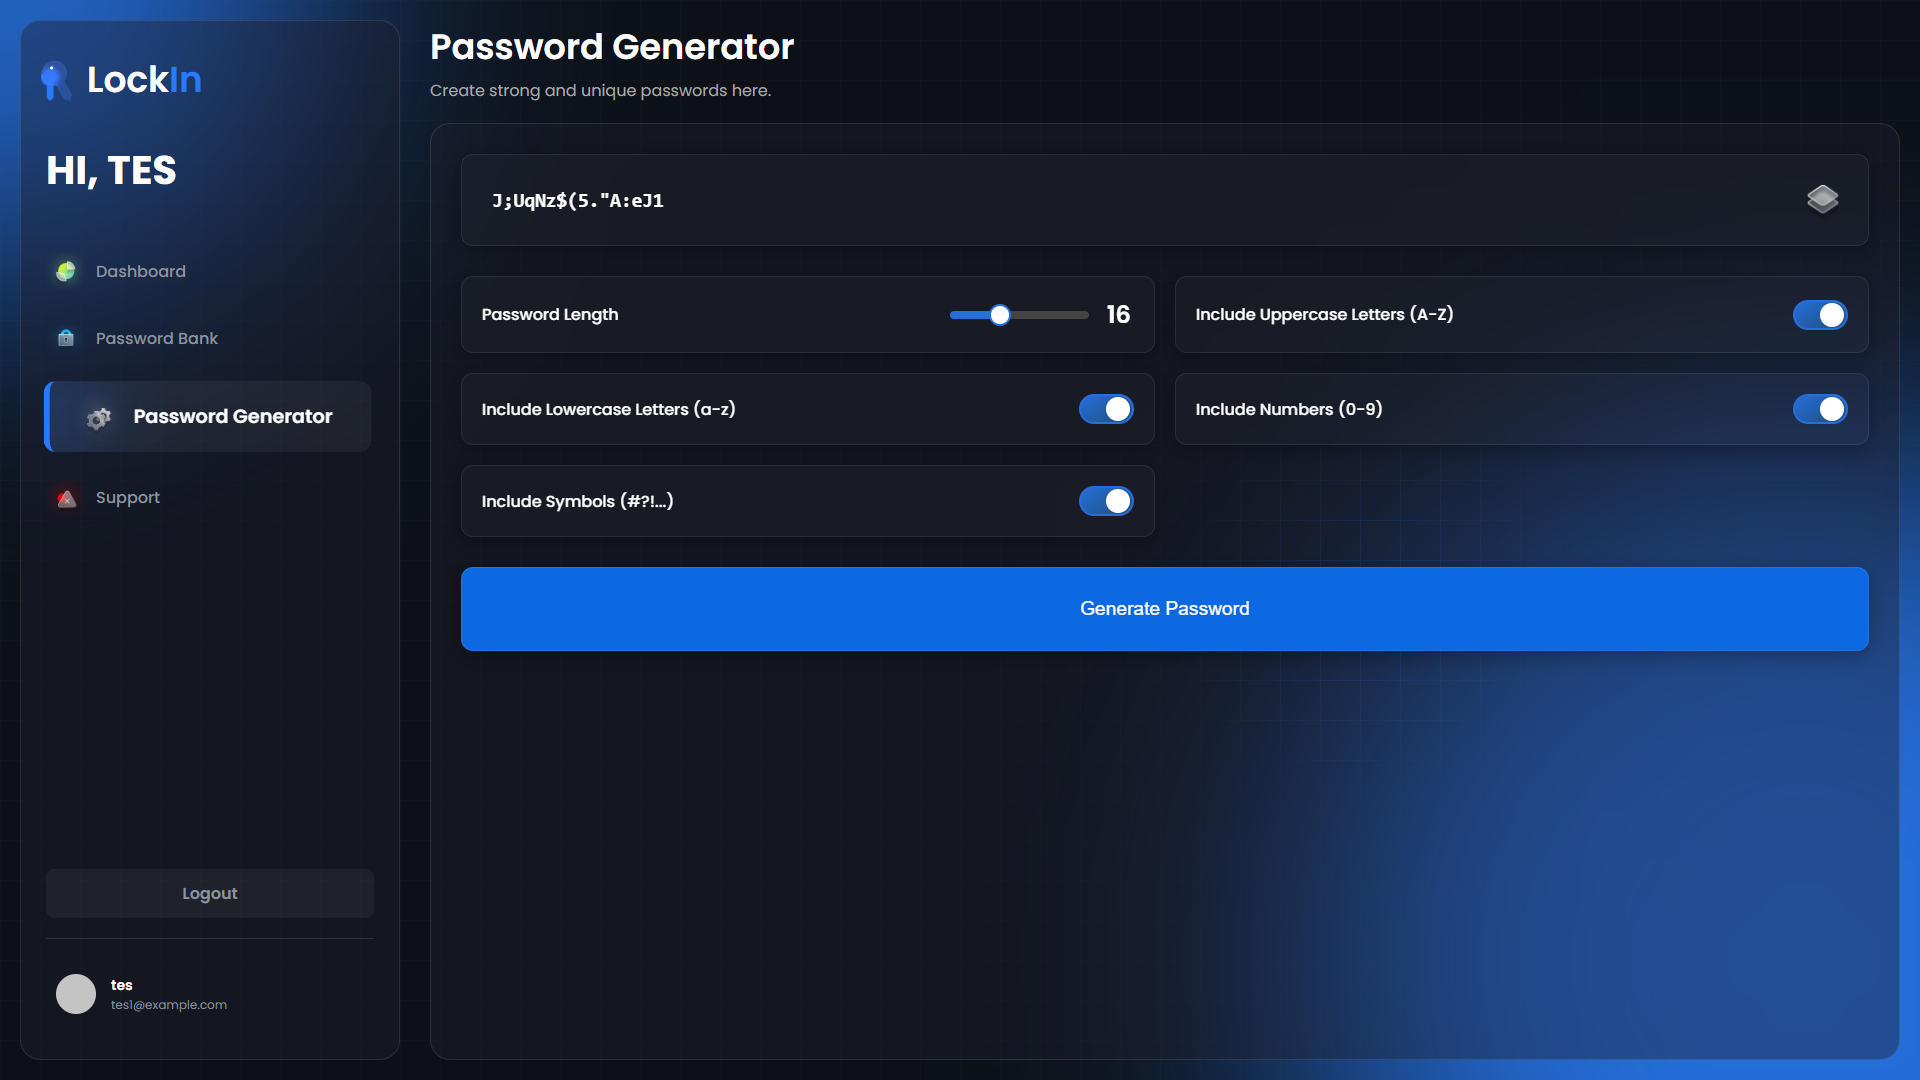 LockIn
HI, TES
Dashboard
Password Bank
Password Generator
Support
Logout
tes
tes1@example.com
Password Generator
Create strong and unique passwords here.
J;UqNz$(5."A:eJ1
Password Length
16
Include Uppercase Letters (A-Z)
Include Lowercase Letters (a-z)
Include Numbers (0-9)
Include Symbols (#?!...)
Generate Password